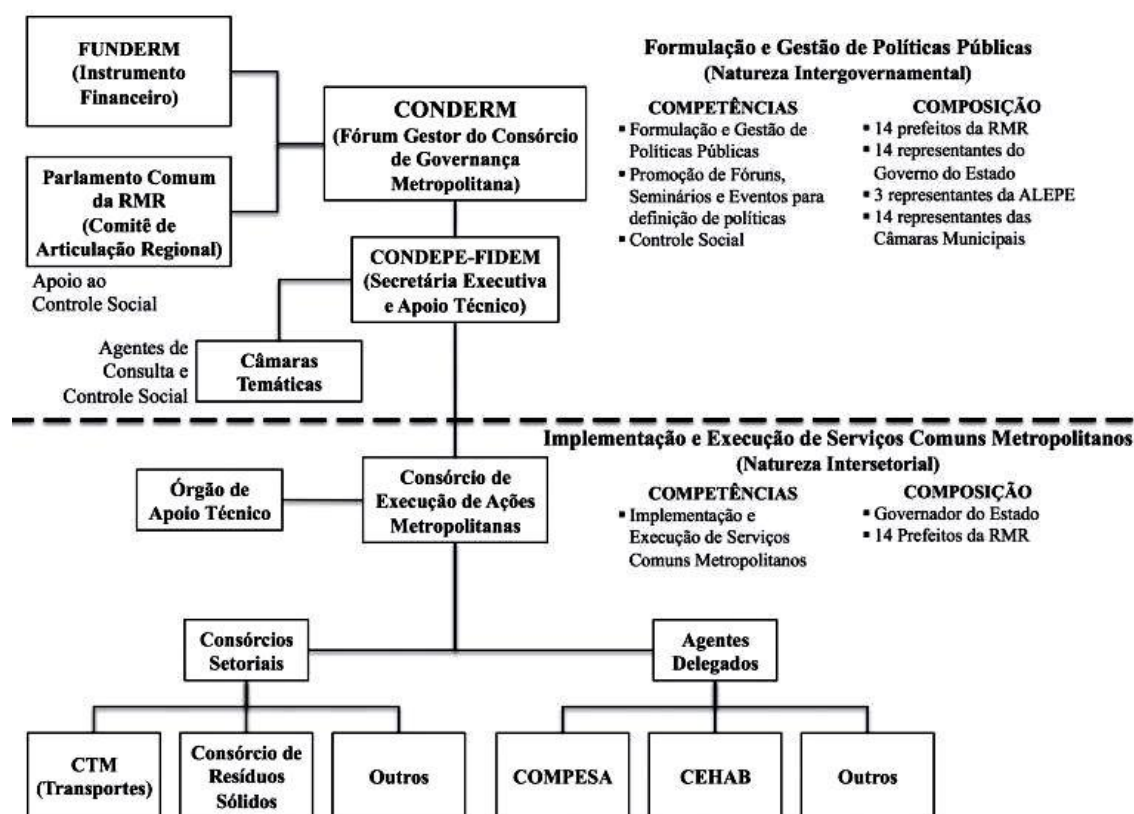 FUNDERM
(Instrumento
Financeiro)
Parlamento Comum
da RMR
(Comitê de
Articulação Regional)
Apoio ao
Controle Social
CONDERM
(Fórum Gestor do Consórcio
de Governança
Metropolitana)
CONDEPE-FIDEM
(Secretária Executiva
e Apoio Técnico)
Agentes de
Consulta e
Controle Social
Câmaras
Temáticas
Formulação e Gestão de Políticas Públicas
(Natureza Intergovernamental)
COMPETÊNCIAS
▪ Formulação e Gestão de
Políticas Públicas
▪ Promoção de Fóruns,
Seminários e Eventos para
definição de políticas
▪ Controle Social
COMPOSIÇÃO
▪ 14 prefeitos da RMR
▪ 14 representantes do
Governo do Estado
▪ 3 representantes da ALEPE
▪ 14 representantes das
Câmaras Municipais
Implementação e Execução de Serviços Comuns Metropolitanos
(Natureza Intersetorial)
COMPETÊNCIAS
▪ Implementação e
Execução de Serviços
Comuns Metropolitanos
COMPOSIÇÃO
▪ Governador do Estado
▪ 14 Prefeitos da RMR
Órgão de
Apoio Técnico
Consórcio de
Execução de Ações
Metropolitanas
Consórcios
Setoriais
Agentes
Delegados
CTM
(Transportes)
Consórcio de
Resíduos
Sólidos
Outros
COMPESA
CEHAB
Outros